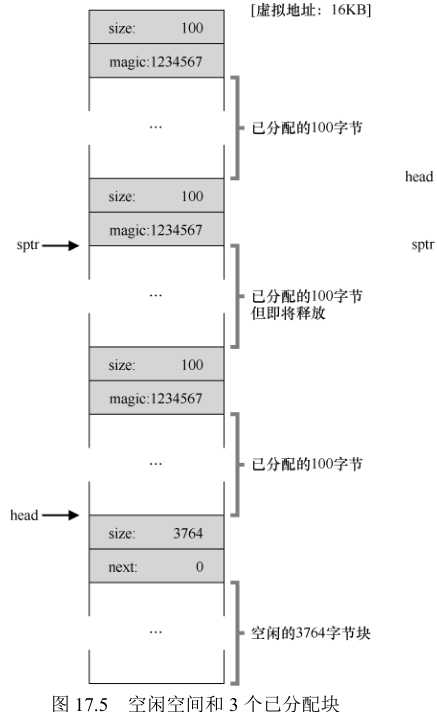 [虚拟地址：16KB]
size: 100
magic:1234567
...
已分配的100字节
head
size: 100
magic:1234567
sptr
sptr
...
已分配的100字节
但即将释放
size: 100
magic:1234567
...
已分配的100字节
head
size: 3764
next: 0
...
空闲的3764字节块
图 17.5 空闲空间和 3 个已分配块